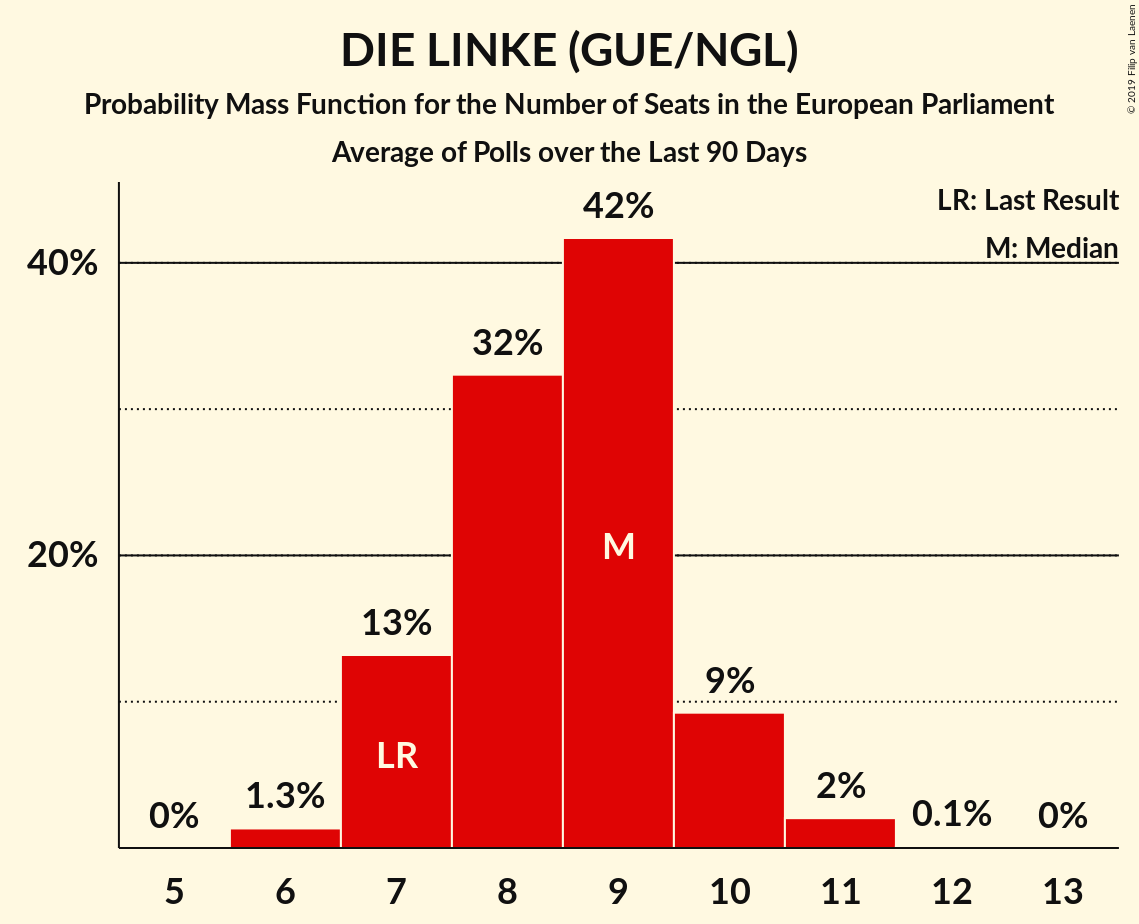 DIE LINKE (GUE/NGL)
Probability Mass Function for the Number of Seats in the European Parliament
Average of Polls over the Last 90 Days
© 2019 Filip van Laenen
LR: Last Result
M: Median
40%
20%
0%
1.3%
13%
32%
42%
9%
2%
0.1%
0%
LR
M
5 6 7 8 9 10 11 12 13